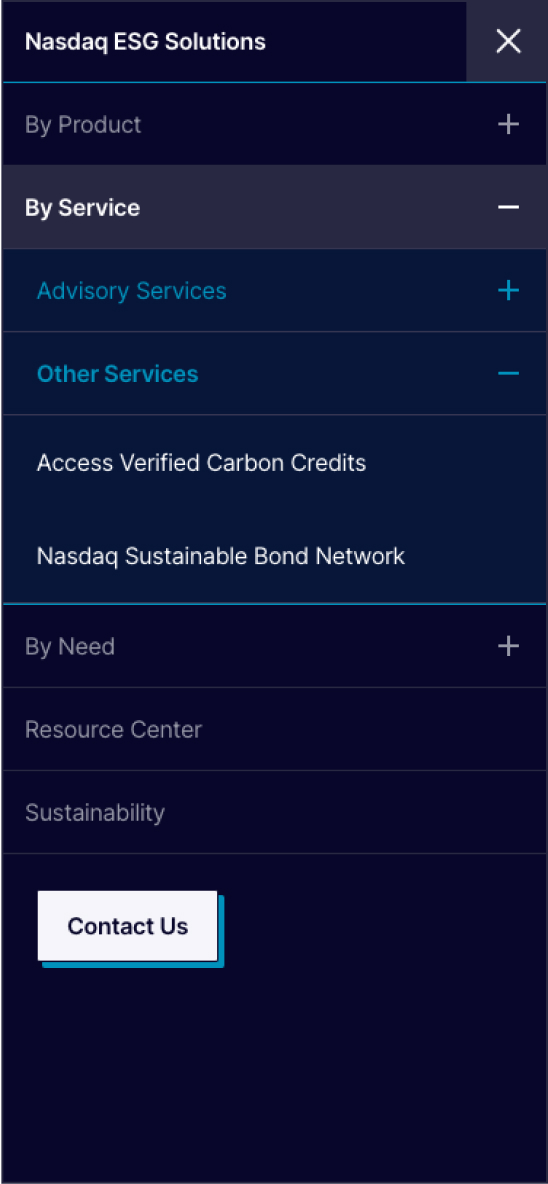 Nasdaq ESG Solutions
By Product
By Service
Advisory Services
Other Services
Access Verified Carbon Credits
Nasdaq Sustainable Bond Network
By Need
Resource Center
Sustainability
Contact Us